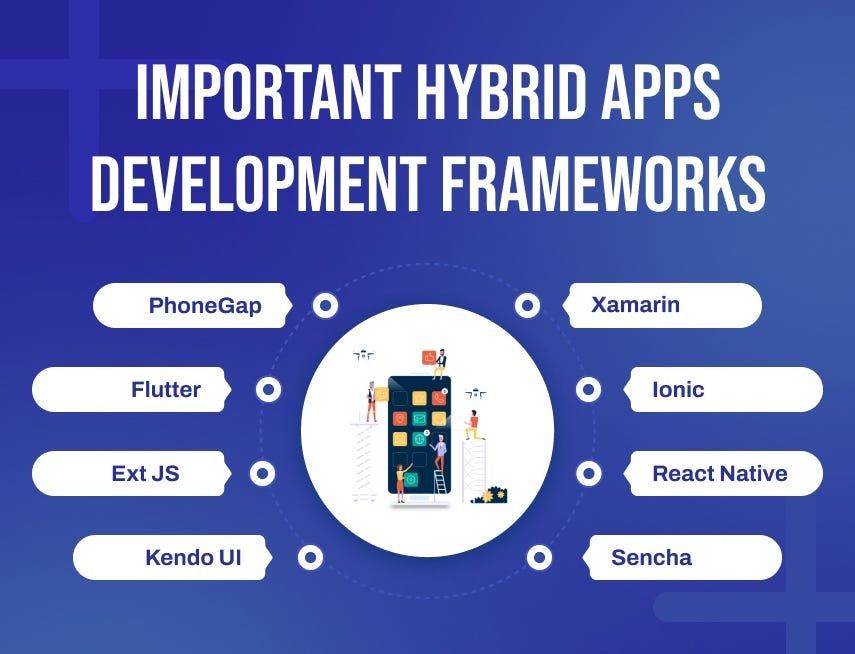 IMPORTANT HYBRID APPS
DEVELOPMENT FRAMEWORKS
PhoneGap
Xamarin
Flutter
Ionic
Ext JS
React Native
Kendo UI
Sencha